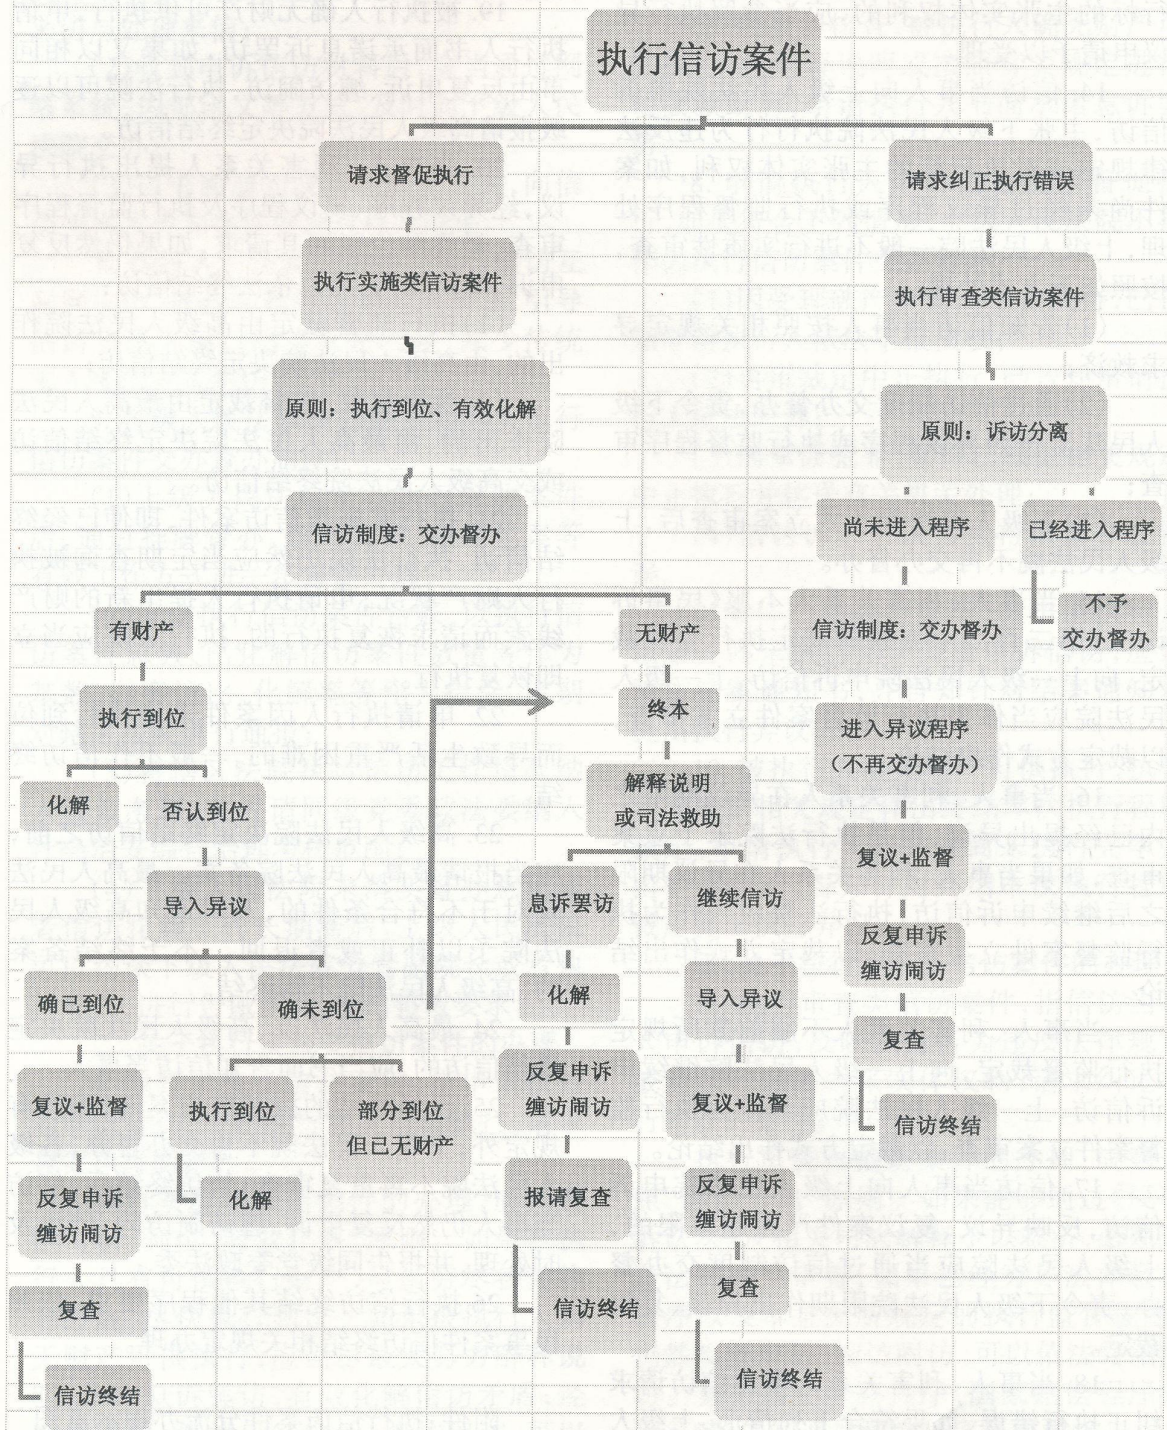 执行信访案件
请求督促执行
请求纠正执行错误
执行实施类信访案件
执行审查类信访案件
原则：执行到位、有效化解
原则：诉访分离
信访制度：交办督办
尚未进入程序
已经进入程序
有财产
无财产
信访制度：交办督办
不予
交办督办
执行到位
终本
进入异议程序
（不再交办督办）
化解
否认到位
解释说明
或司法救助
复议+监督
导入异议
息诉罢访
继续信访
反复申诉
缠访闹访
确已到位
确未到位
化解
导入异议
复查
复议+监督
执行到位
部分到位
但已无财产
反复申诉
缠访闹访
复议+监督
信访终结
反复申诉
缠访闹访
化解
报请复查
反复申诉
缠访闹访
复查
信访终结
复查
信访终结
信访终结